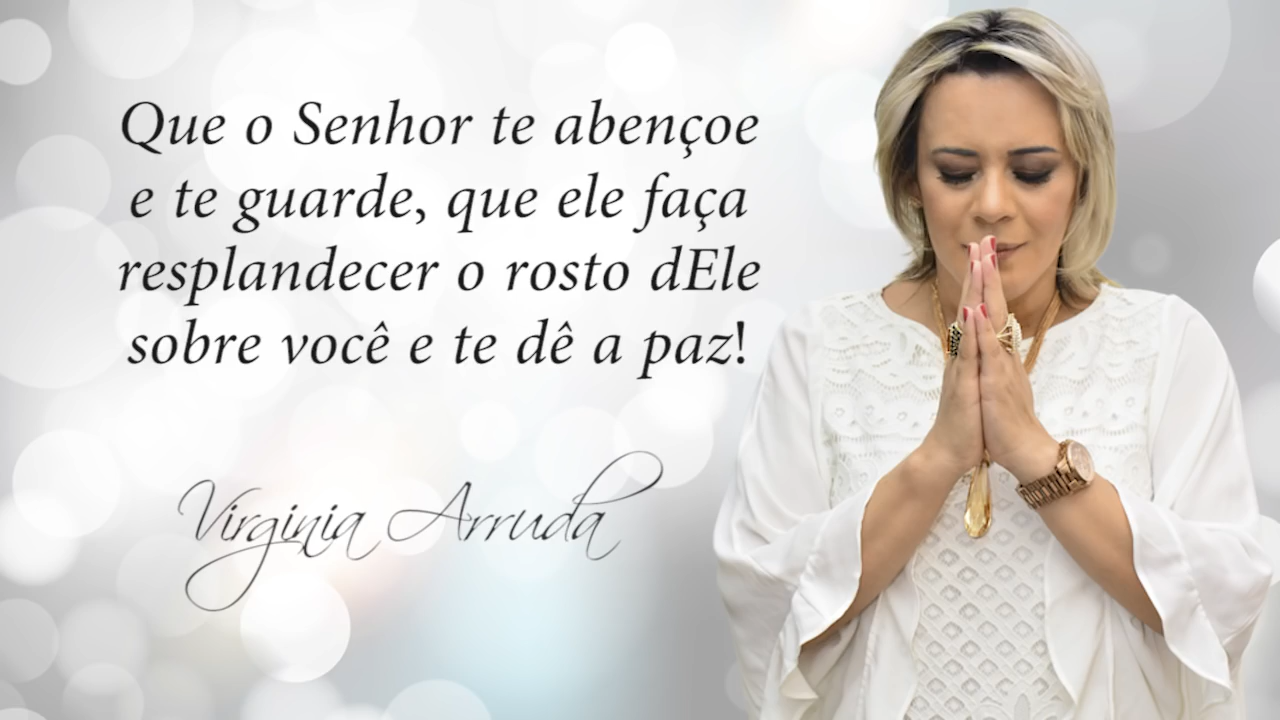 Que o Senhor te abençoe
e te guarde, que ele faça
resplandecer o rosto dEle
sobre você e te dê a paz!
Virginia Arruda